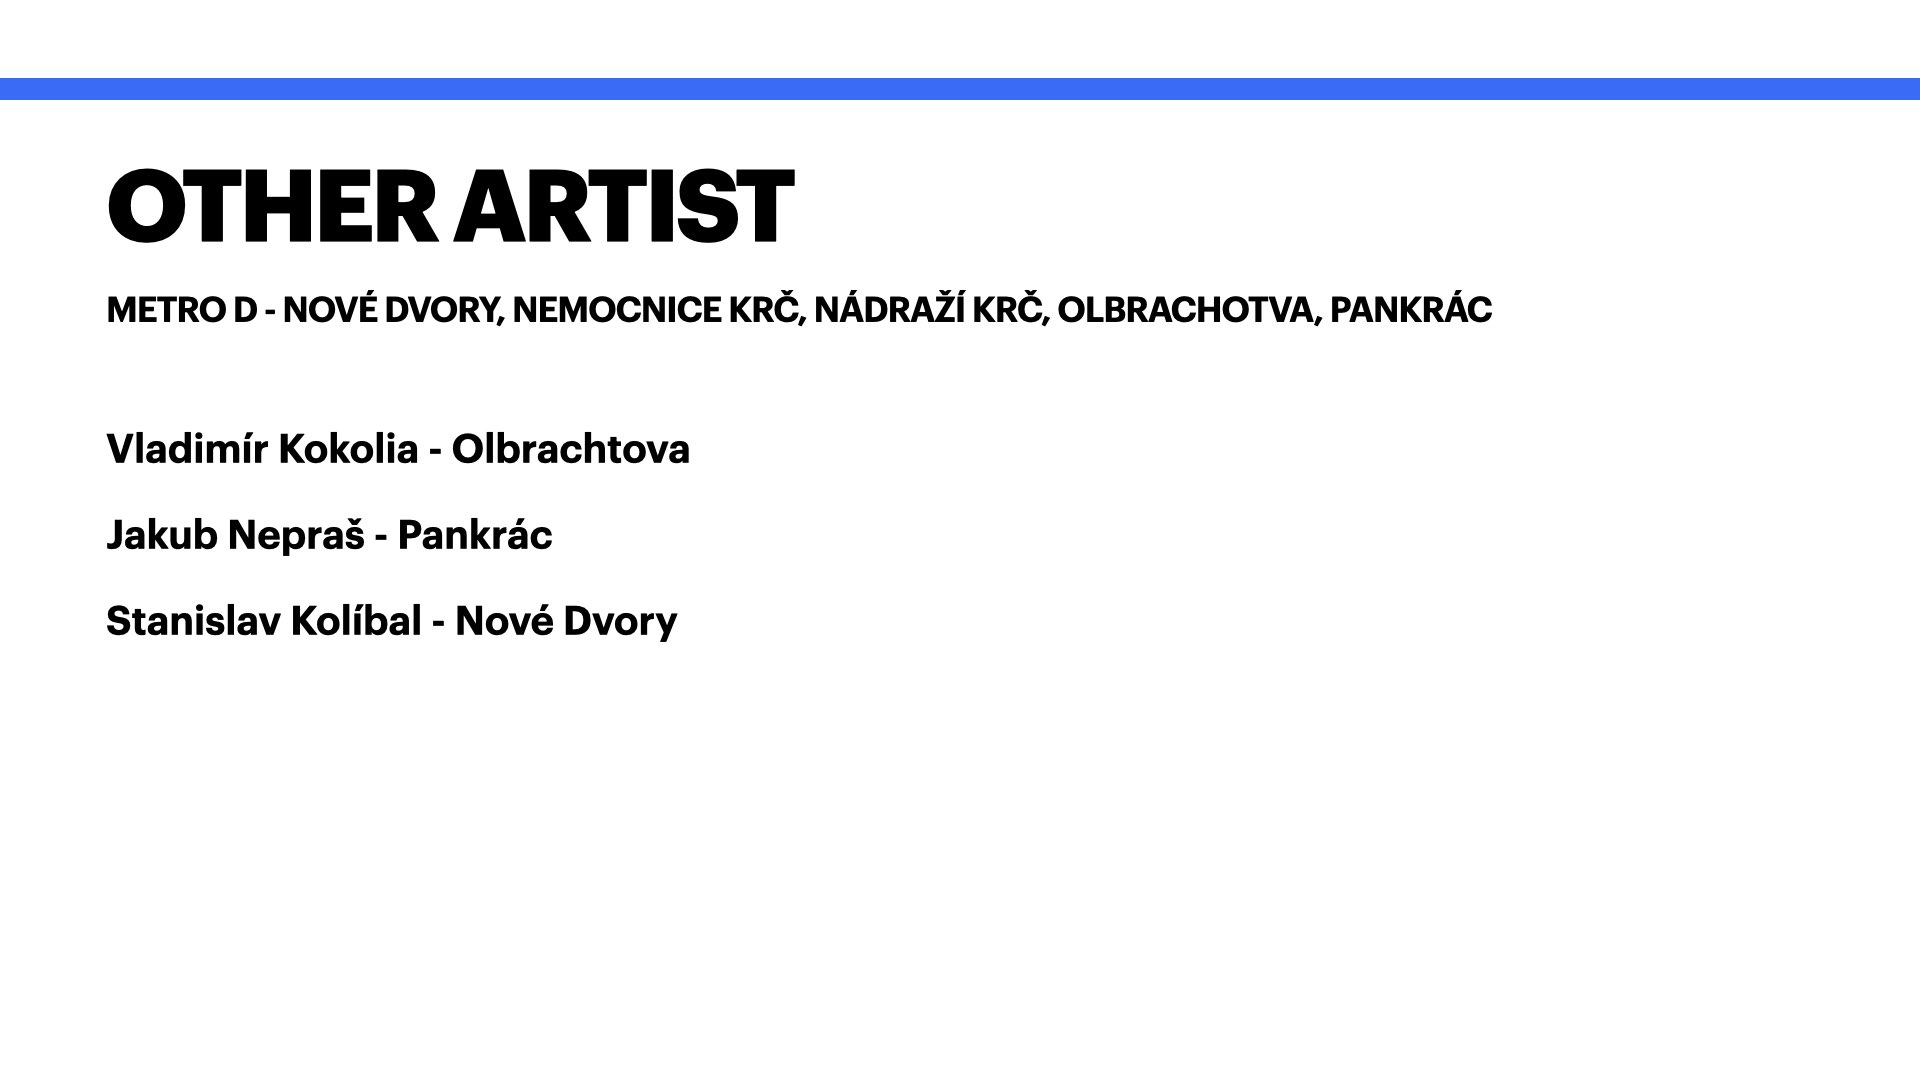 OTHER ARTIST
METRO D - NOVÉ DVORY, NEMOCNICE KRČ, NÁDRAŽÍ KRČ, OLBRACHOTVA, PANKRÁC
Vladimír Kokolia - Olbrachtova
Jakub Nepraš - Pankrác
Stanislav Kolíbal - Nové Dvory